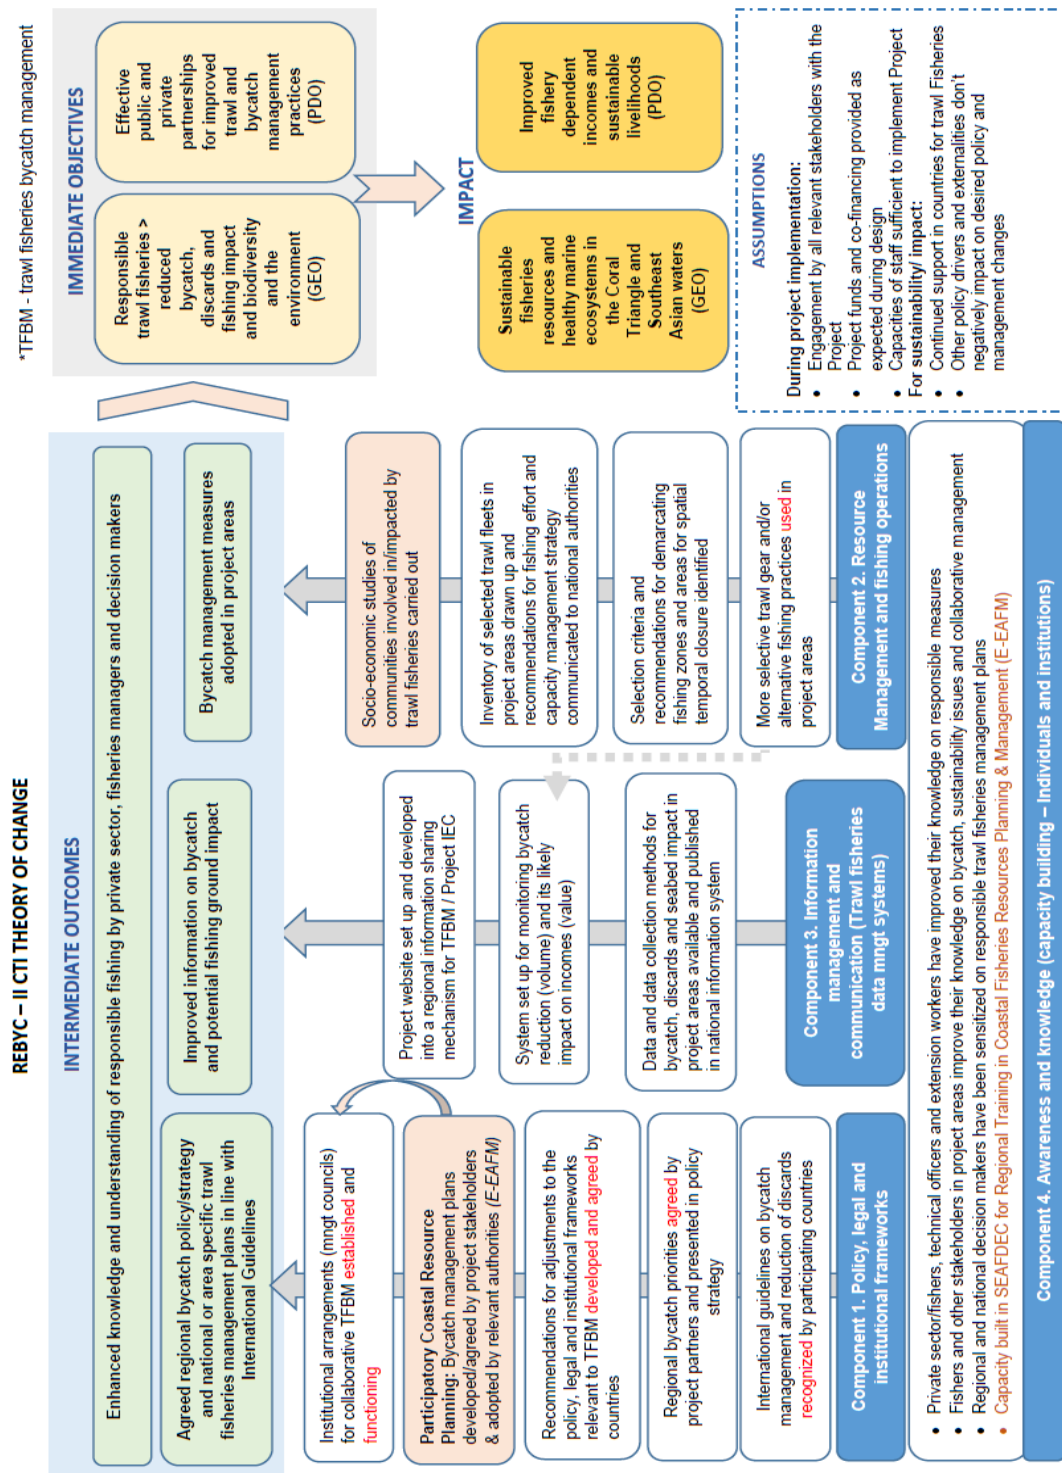 REBYC – II CTI THEORY OF CHANGE
*TFBM - trawl fisheries bycatch management
INTERMEDIATE OUTCOMES
Enhanced knowledge and understanding of responsible fishing by private sector, fisheries managers and decision makers
Agreed regional bycatch policy/strategy
and national or area specific trawl
fisheries management plans in line with
International Guidelines
Improved information on bycatch
and potential fishing ground impact
Bycatch management measures
adopted in project areas
IMMEDIATE OBJECTIVES
Responsible
trawl fisheries >
reduced
bycatch,
discards and
fishing impact
and biodiversity
and the
environment
(GEO)
Effective
public and
private
partnerships
for improved
trawl and
bycatch
management
practices
(PDO)
IMPACT
Sustainable
fisheries
resources and
healthy marine
ecosystems in
the Coral
Triangle and
Southeast
Asian waters
(GEO)
Improved
fishery
dependent
incomes and
sustainable
livelihoods
(PDO)
Institutional arrangements (mngt councils)
for collaborative TFBM established and
functioning
Participatory Coastal Resource
Planning: Bycatch management plans
developed/agreed by project stakeholders
& adopted by relevant authorities (E-EAFM)
Recommendations for adjustments to the
policy, legal and institutional frameworks
relevant to TFBM developed and agreed by
countries
Regional bycatch priorities agreed by
project partners and presented in policy
strategy
International guidelines on bycatch
management and reduction of discards
recognized by participating countries
Component 1. Policy, legal and
institutional frameworks
Project website set up and developed
into a regional information sharing
mechanism for TFBM / Project IEC
System set up for monitoring bycatch
reduction (volume) and its likely
impact on incomes (value)
Data and data collection methods for
bycatch, discards and seabed impact in
project areas available and published
in national information system
Component 3. Information
management and
communication (Trawl fisheries
data mngt systems)
Socio-economic studies of
communities involved in/impacted by
trawl fisheries carried out
Inventory of selected trawl fleets in
project areas drawn up and
recommendations for fishing effort and
capacity management strategy
communicated to national authorities
Selection criteria and
recommendations for demarcating
fishing zones and areas for spatial
temporal closure identified
More selective trawl gear and/or
alternative fishing practices used in
project areas
Component 2. Resource
Management and fishing operations
ASSUMPTIONS
During project implementation:
• Engagement by all relevant stakeholders with the
Project
• Project funds and co-financing provided as
expected during design
• Capacities of staff sufficient to implement Project
For sustainability/ impact:
• Continued support in countries for trawl Fisheries
• Other policy drivers and externalities don't
negatively impact on desired policy and
management changes
• Private sector/fishers, technical officers and extension workers have improved their knowledge on responsible measures
• Fishers and other stakeholders in project areas improve their knowledge on bycatch, sustainability issues and collaborative management
• Regional and national decision makers have been sensitized on responsible trawl fisheries management plans
• Capacity built in SEAFDEC for Regional Training in Coastal Fisheries Resources Planning & Management (E-EAFM)
Component 4. Awareness and knowledge (capacity building – Individuals and institutions)